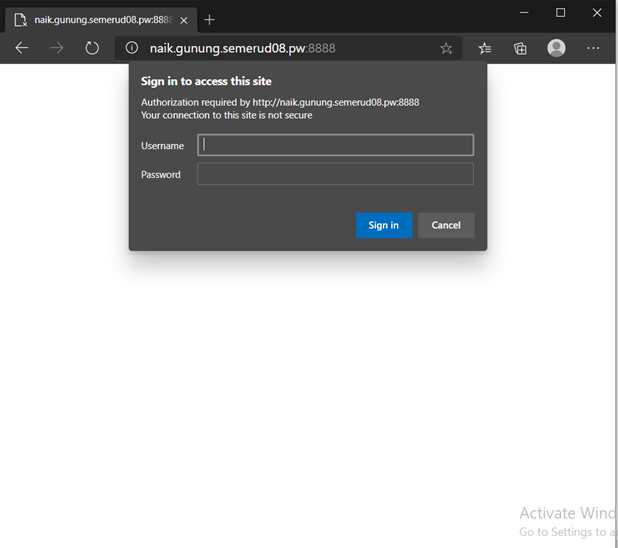 naik.gunung.semerud08.pw:8888
naik.gunung.semerud08.pw:8888
Sign in to access this site
Authorization required by http://naik.gunung.semerud08.pw:8888
Your connection to this site is not secure
Username
Password
Sign in
Cancel
Activate Wind
Go to Settings to a